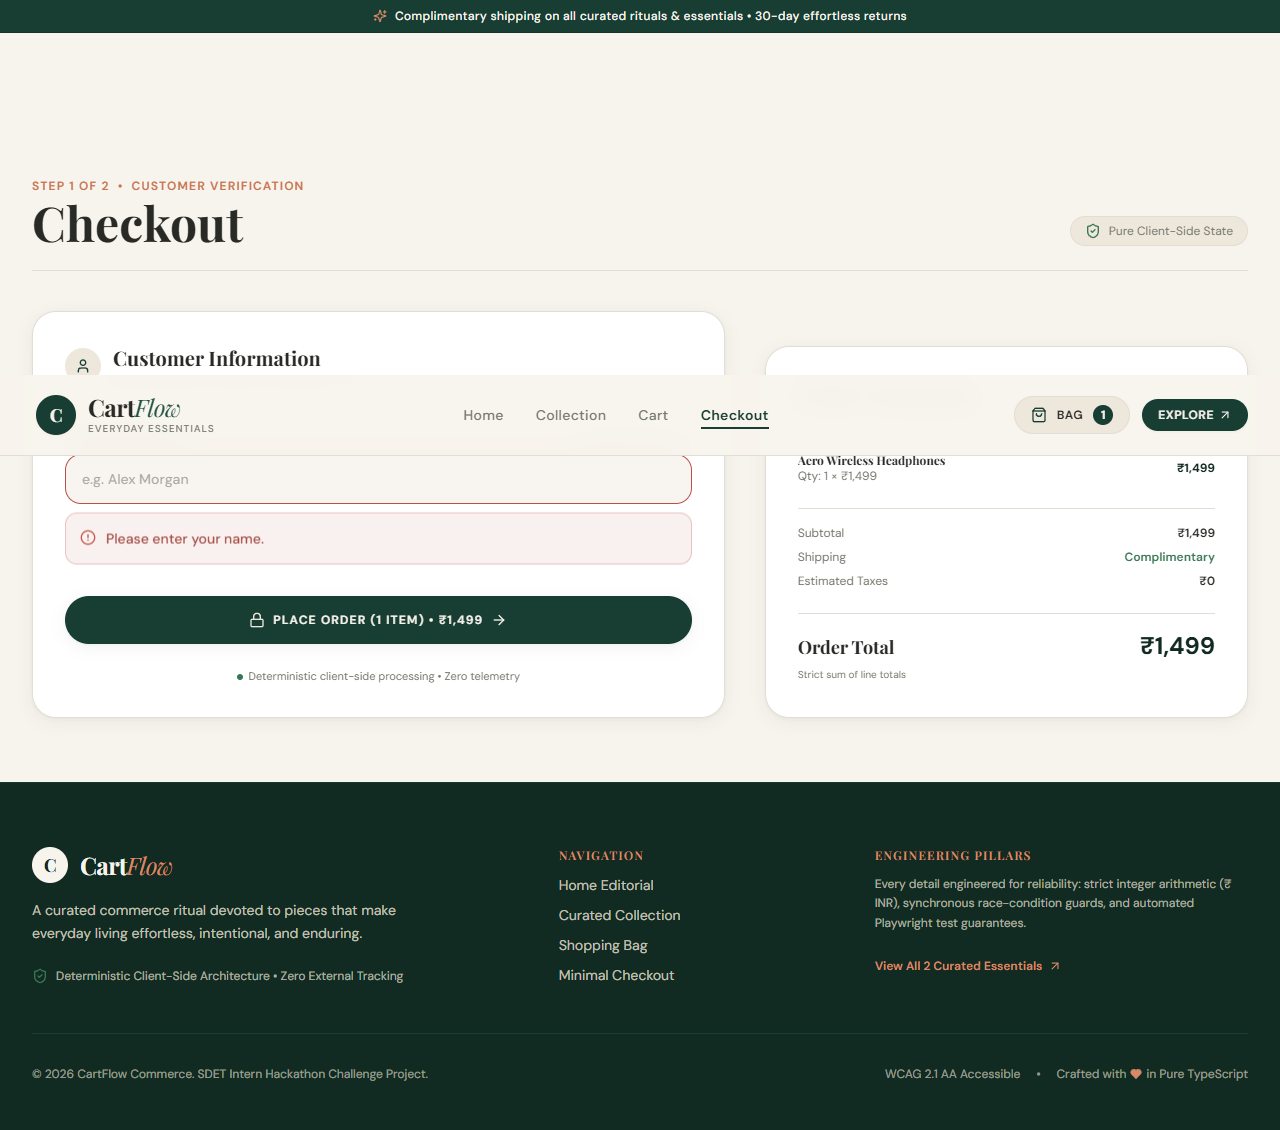 Complimentary shipping on all curated rituals & essentials • 30-day effortless returns
STEP 1 OF 2 • CUSTOMER VERIFICATION
Checkout
Pure Client-Side State
Customer Information
C
CartFlow
EVERYDAY ESSENTIALS
Home
Collection
Cart
Checkout
BAG 1
EXPLORE
e.g. Alex Morgan
Please enter your name.
PLACE ORDER (1 ITEM) • ₹1,499
Deterministic client-side processing • Zero telemetry
Aero Wireless Headphones
Qty: 1 × ₹1,499
₹1,499
Subtotal ₹1,499
Shipping Complimentary
Estimated Taxes ₹0
Order Total ₹1,499
Strict sum of line totals
C
CartFlow
A curated commerce ritual devoted to pieces that make
everyday living effortless, intentional, and enduring.
Deterministic Client-Side Architecture • Zero External Tracking
NAVIGATION
Home Editorial
Curated Collection
Shopping Bag
Minimal Checkout
ENGINEERING PILLARS
Every detail engineered for reliability: strict integer arithmetic (₹
INR), synchronous race-condition guards, and automated
Playwright test guarantees.
View All 2 Curated Essentials
© 2026 CartFlow Commerce. SDET Intern Hackathon Challenge Project.
WCAG 2.1 AA Accessible • Crafted with in Pure TypeScript